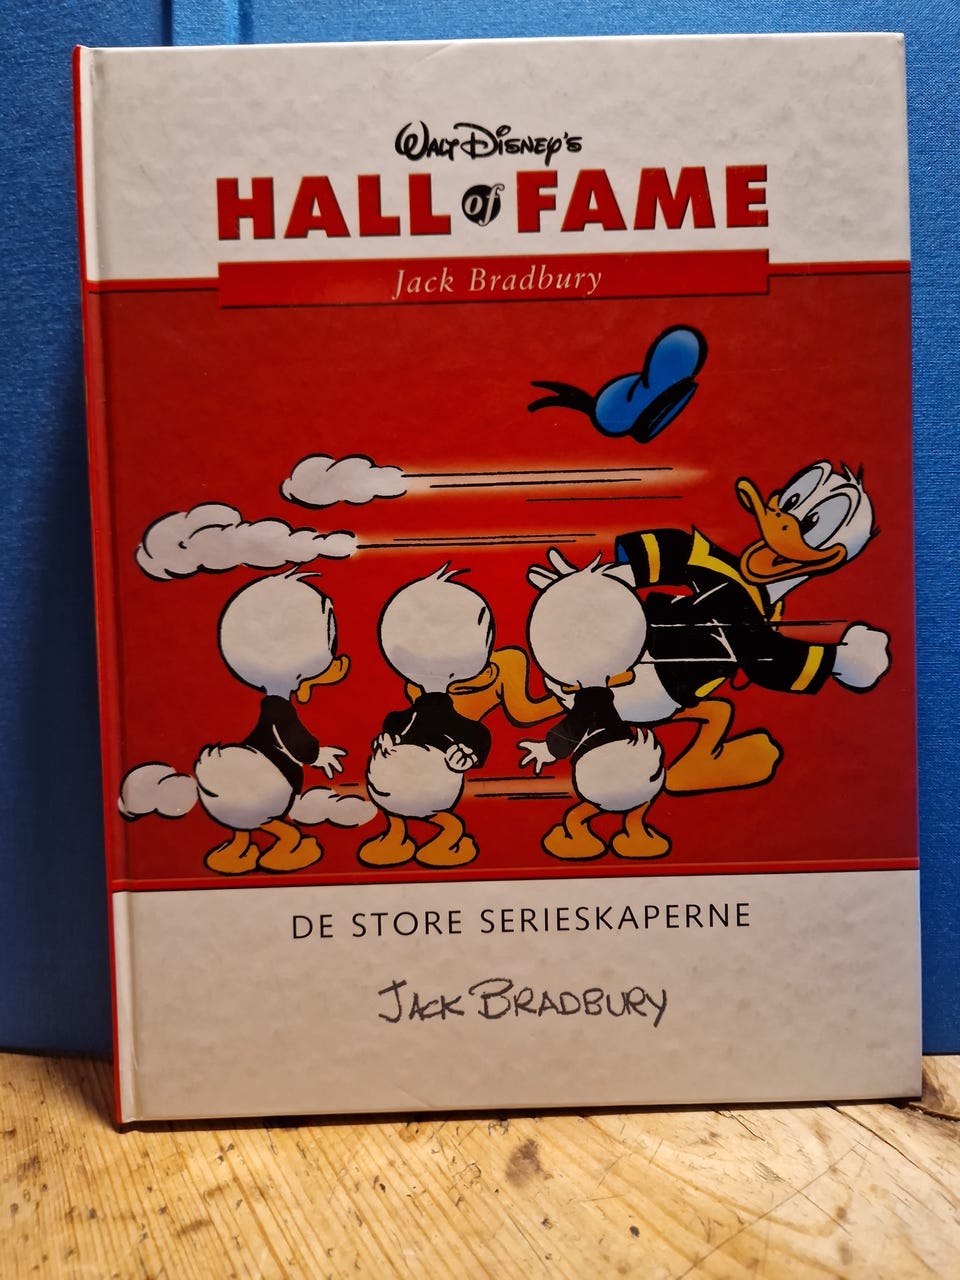 WALT DISNEY'S
HALL of FAME
Jack Bradbury
DE STORE SERIESKAPERNE
JACK BRADBURY